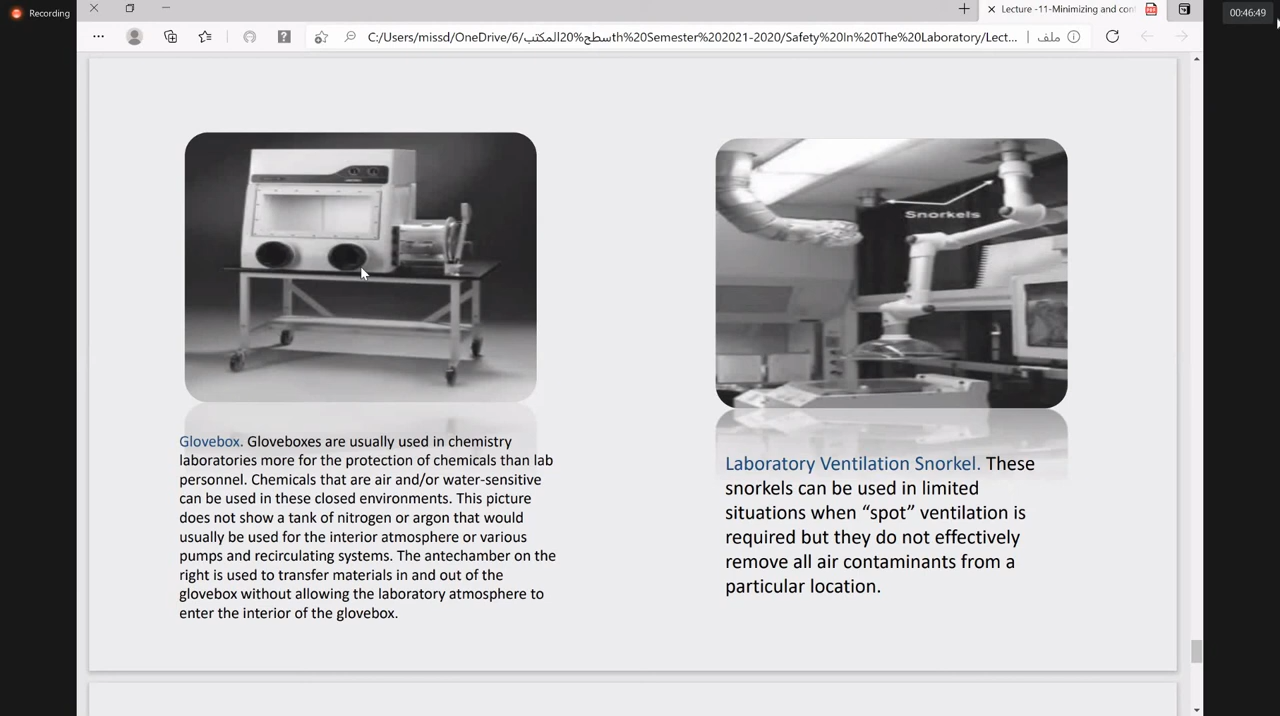 Recording
00:46:49
Lecture -11-Minimizing and con
C:/Users/missd/OneDrive/سطح%20المكتب/6th%20Semester%202021-2020/Safety%20In%20The%20Laboratory/Lect...
ملف
Snorkels
Glovebox. Gloveboxes are usually used in chemistry
laboratories more for the protection of chemicals than lab
personnel. Chemicals that are air and/or water-sensitive
can be used in these closed environments. This picture
does not show a tank of nitrogen or argon that would
usually be used for the interior atmosphere or various
pumps and recirculating systems. The antechamber on the
right is used to transfer materials in and out of the
glovebox without allowing the laboratory atmosphere to
enter the interior of the glovebox.
Laboratory Ventilation Snorkel. These
snorkels can be used in limited
situations when “spot” ventilation is
required but they do not effectively
remove all air contaminants from a
particular location.